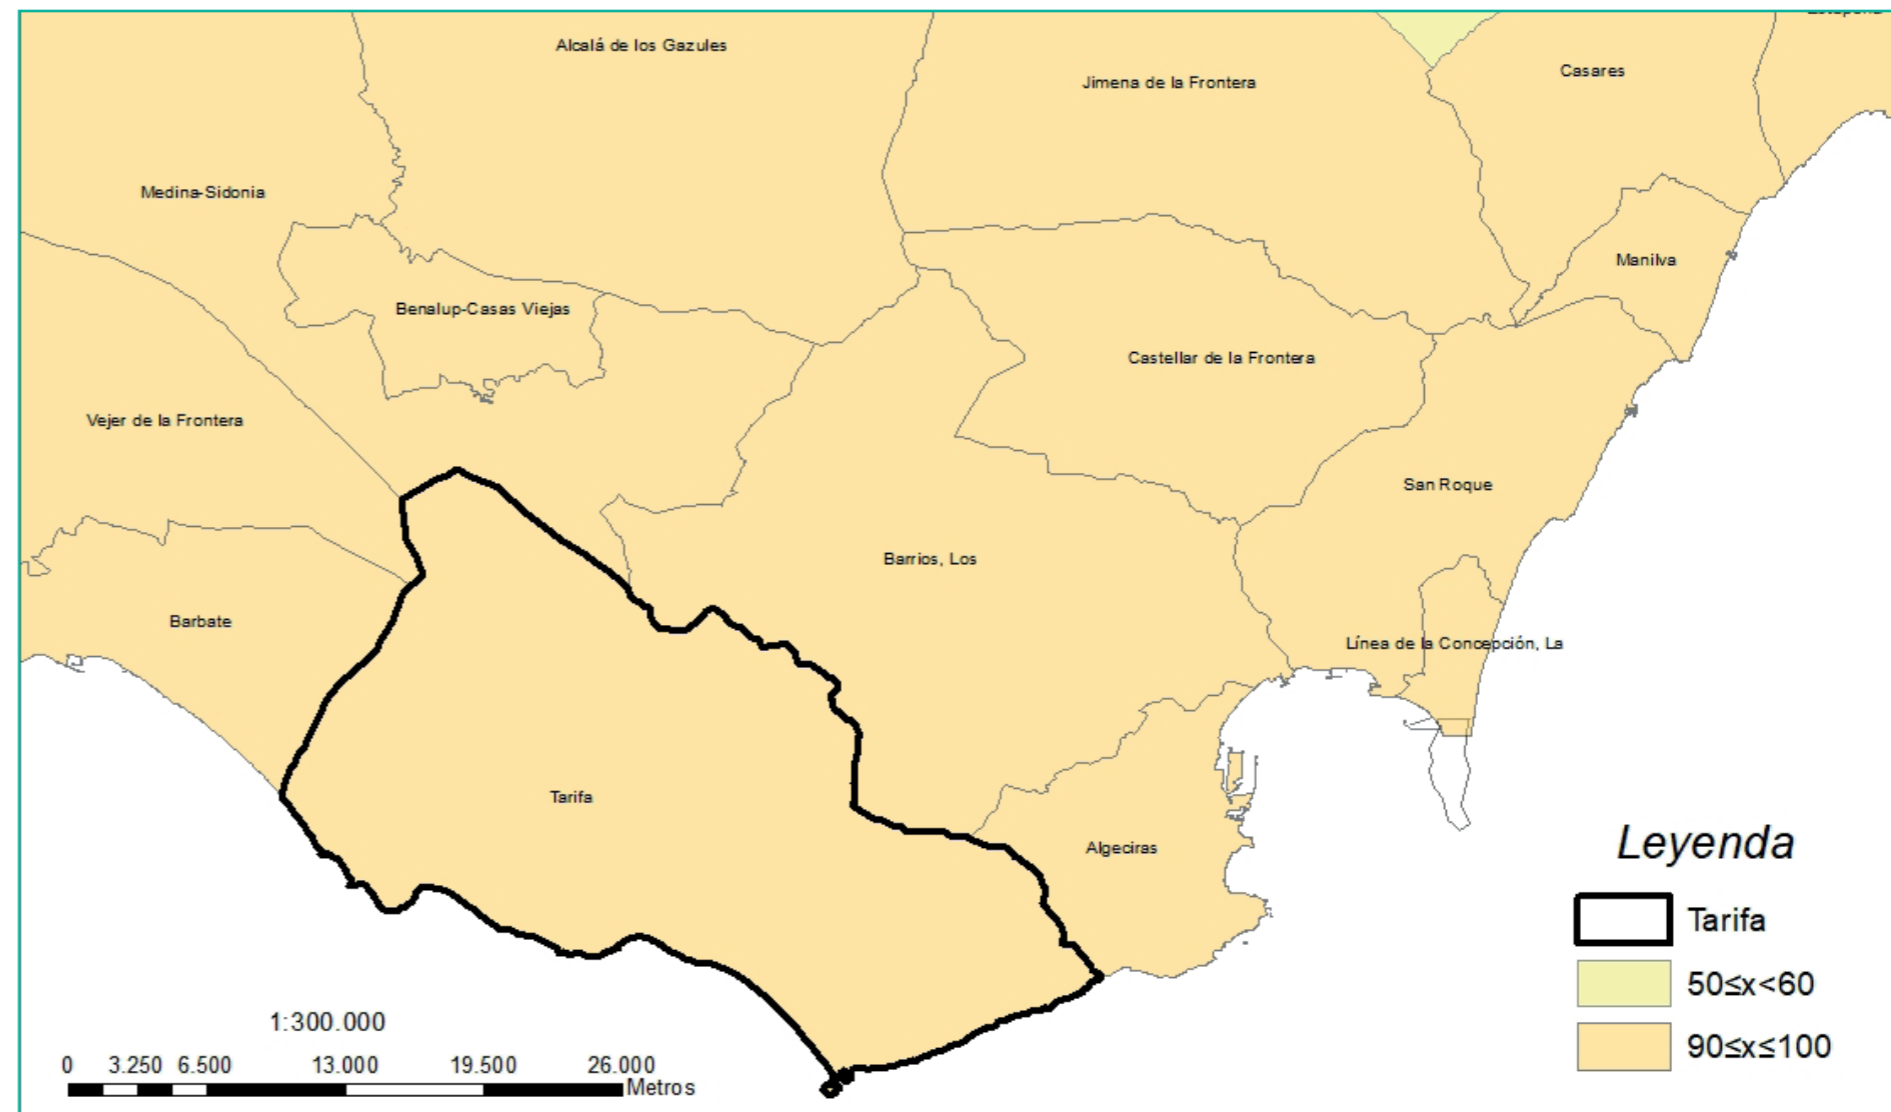 Alcalá de los Gazules
Jimena de la Frontera
Casares
Medina-Sidonia
Manilva
Benalup-Casas Viejas
Castellar de la Frontera
Vejer de la Frontera
San Roque
Barrios, Los
Barbate
Línea de la Concepción, La
Tarifa
Algeciras
Leyenda
Tarifa
50≤x<60
90≤x≤100
1:300.000
0 3.250 6.500 13.000 19.500 26.000
Metros